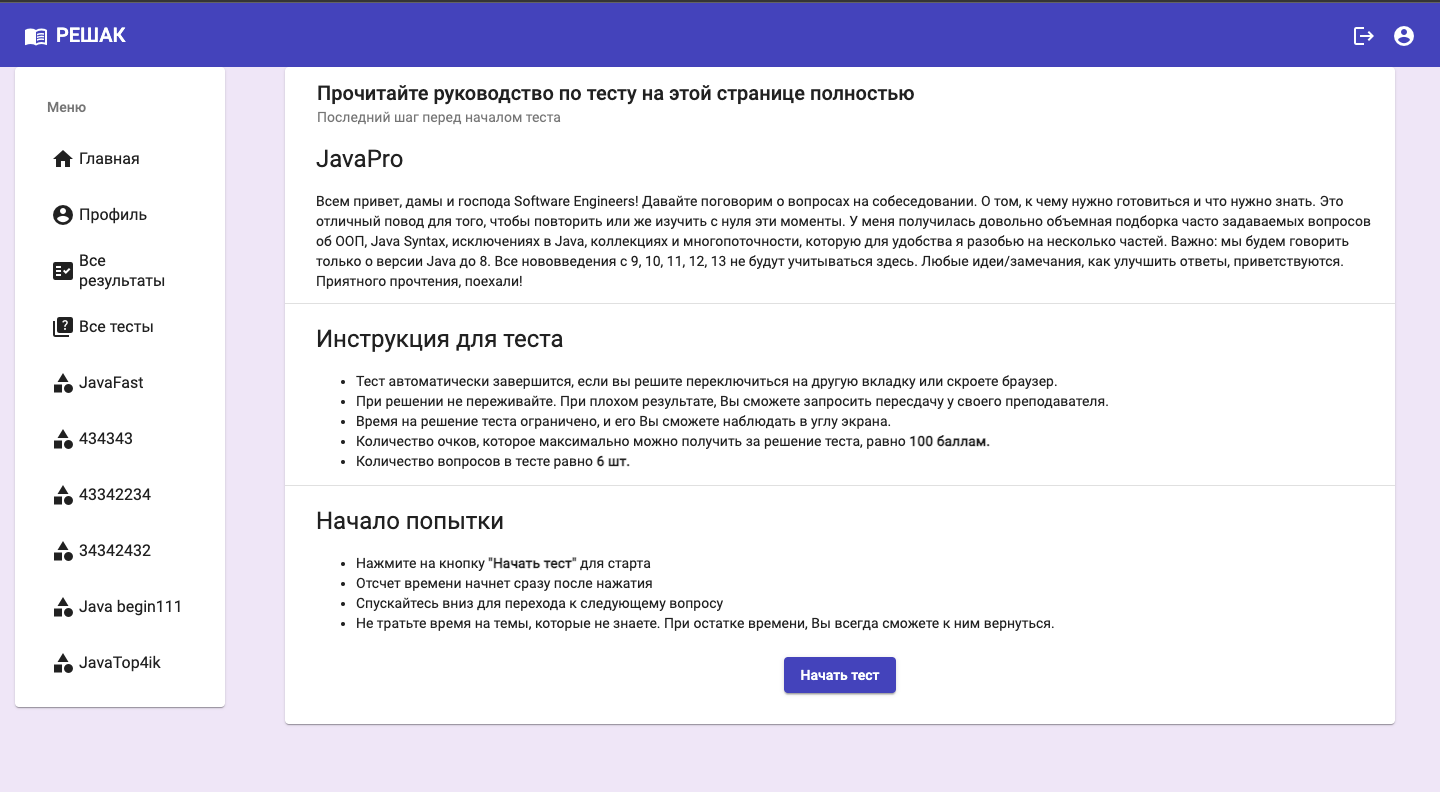 РЕШАК
Меню
Главная
Профиль
Все
результаты
Все тесты
JavaFast
434343
43342234
34342432
Java begin111
JavaTop4ik
Прочитайте руководство по тесту на этой странице полностью
Последний шаг перед началом теста
JavaPro
Всем привет, дамы и господа Software Engineers! Давайте поговорим о вопросах на собеседовании. О том, к чему нужно готовиться и что нужно знать. Это
отличный повод для того, чтобы повторить или же изучить с нуля эти моменты. У меня получилась довольно объемная подборка часто задаваемых вопросов
об ООП, Java Syntax, исключениях в Java, коллекциях и многопоточности, которую для удобства я разобью на несколько частей. Важно: мы будем говорить
только о версии Java до 8. Все нововведения с 9, 10, 11, 12, 13 не будут учитываться здесь. Любые идеи/замечания, как улучшить ответы, приветствуются.
Приятного прочтения, поехали!
Инструкция для теста
• Тест автоматически завершится, если вы решите переключиться на другую вкладку или скроете браузер.
• При решении не переживайте. При плохом результате, Вы сможете запросить пересдачу у своего преподавателя.
• Время на решение теста ограничено, и его Вы сможете наблюдать в углу экрана.
• Количество очков, которое максимально можно получить за решение теста, равно 100 баллам.
• Количество вопросов в тесте равно 6 шт.
Начало попытки
• Нажмите на кнопку "Начать тест" для старта
• Отсчет времени начнет сразу после нажатия
• Спускайтесь вниз для перехода к следующему вопросу
• Не тратьте время на темы, которые не знаете. При остатке времени, Вы всегда сможете к ним вернуться.
Начать тест